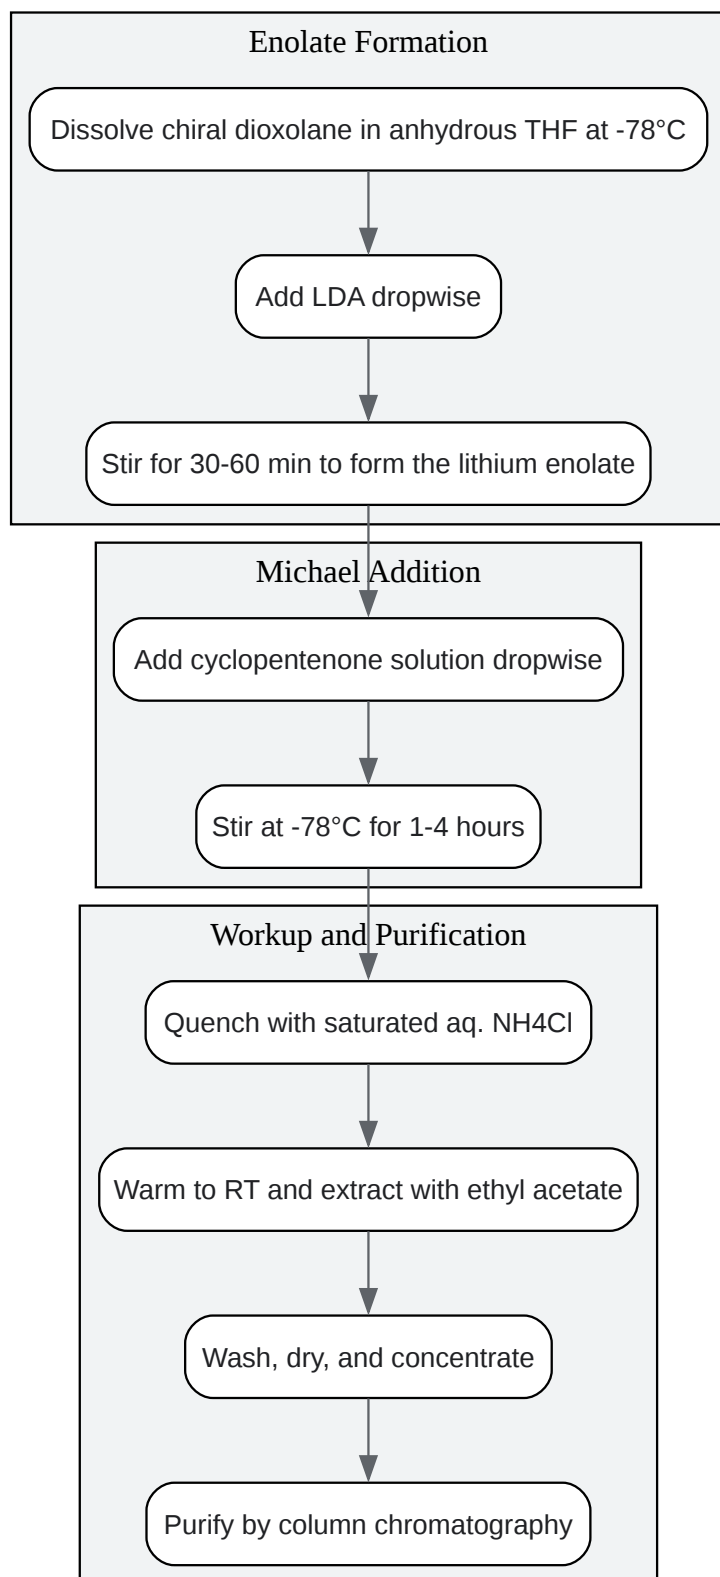 Enolate Formation
Dissolve chiral dioxolane in anhydrous THF at -78°C
Add LDA dropwise
Stir for 30-60 min to form the lithium enolate
Michael Addition
Add cyclopentenone solution dropwise
Stir at -78°C for 1-4 hours
Workup and Purification
Quench with saturated aq. NH4Cl
Warm to RT and extract with ethyl acetate
Wash, dry, and concentrate
Purify by column chromatography